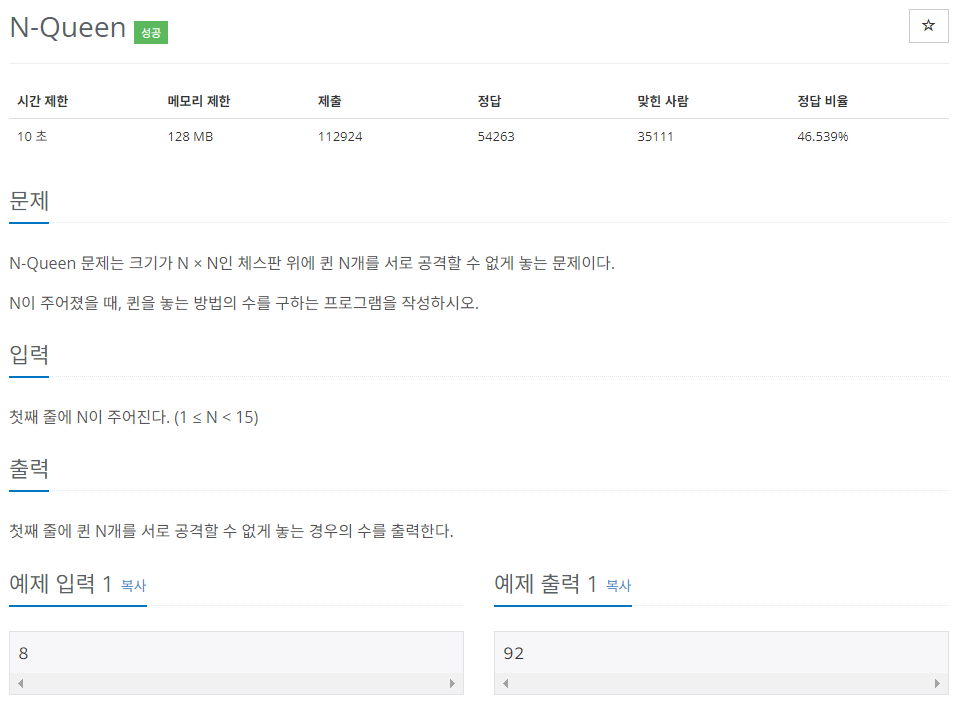 N-Queen 성공
☆
시간 제한 메모리 제한 제출 정답 맞힌 사람 정답 비율
10 초 128 MB 112924 54263 35111 46.539%
문제
N-Queen 문제는 크기가 N × N인 체스판 위에 퀸 N개를 서로 공격할 수 없게 놓는 문제이다.
N이 주어졌을 때, 퀸을 놓는 방법의 수를 구하는 프로그램을 작성하시오.
입력
첫째 줄에 N이 주어진다. (1 ≤ N < 15)
출력
첫째 줄에 퀸 N개를 서로 공격할 수 없게 놓는 경우의 수를 출력한다.
예제 입력 1 복사
8
예제 출력 1 복사
92